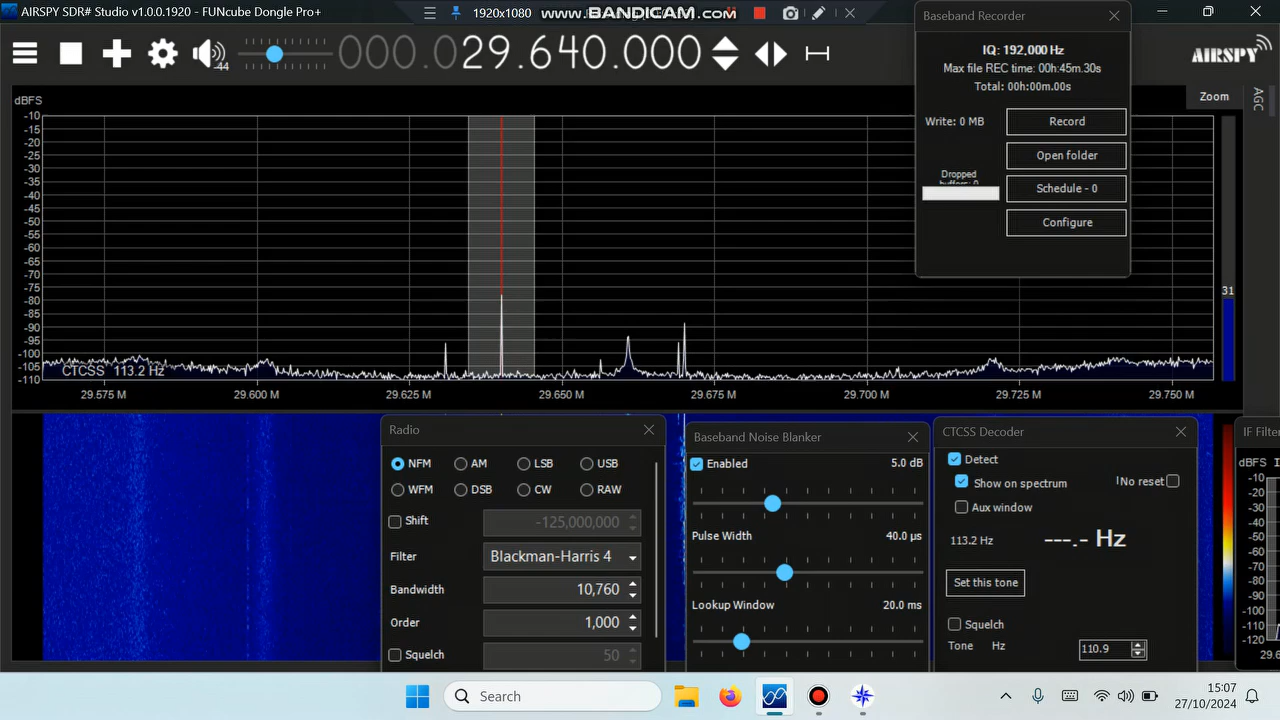 AIRSPY SDR# Studio v1.0.0.1920 - FUNcube Dongle Pro+
1920x1080
www.BANDICAM.com
Baseband Recorder
-44
000.029.640.000
IQ: 192,000 Hz
Max file REC time: 00h:45m.30s
Total: 00h:00m.00s
AIRSPY
dBFS
Zoom
AGC
Write: 0 MB
Record
Open folder
Dropped
buffers: 0
Schedule - 0
Configure
-10
-15
-20
-25
-30
-35
-40
-45
-50
-55
-60
-65
-70
-75
-80
-85
-90
-95
-100
-105
-110
31
CTCSS 113.2 Hz
29.575 M
29.600 M
29.625 M
29.650 M
29.675 M
29.700 M
29.725 M
29.750 M
Radio
NFM
AM
LSB
USB
WFM
DSB
CW
RAW
Shift
-125,000,000
Filter
Blackman-Harris 4
Bandwidth
10,760
Order
1,000
Squelch
50
Baseband Noise Blanker
Enabled
5.0 dB
Pulse Width
40.0 µs
Lookup Window
20.0 ms
CTCSS Decoder
Detect
Show on spectrum
No reset
Aux window
113.2 Hz
---.- Hz
Set this tone
Squelch
Tone Hz
110.9
IF Filter
dBFS
-10
-20
-30
-40
-50
-60
-70
-80
-90
-100
-110
-120
29.6
Search
15:07
27/10/2024